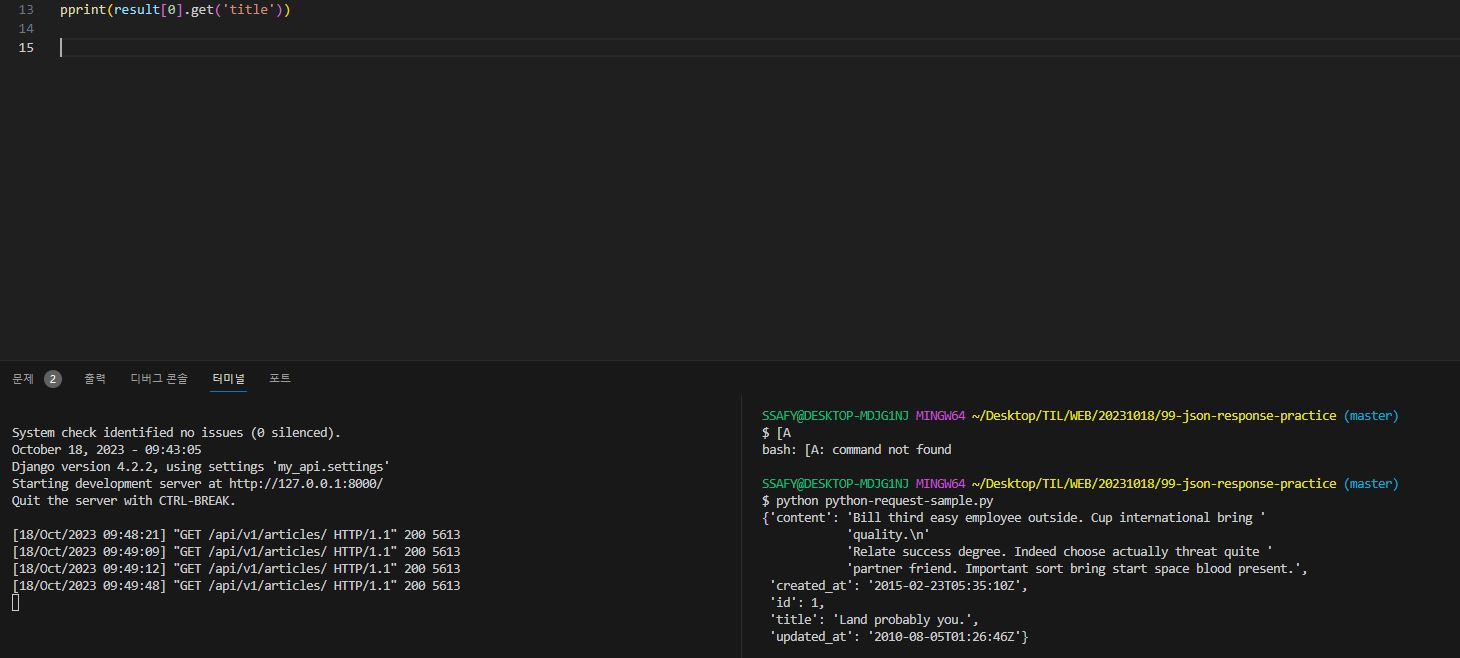 13 pprint(result[0].get('title'))
14
15
문제 2 출력 디버그 콘솔 터미널 포트
System check identified no issues (0 silenced).
October 18, 2023 - 09:43:05
Django version 4.2.2, using settings 'my_api.settings'
Starting development server at http://127.0.0.1:8000/
Quit the server with CTRL-BREAK.
[18/Oct/2023 09:48:21] "GET /api/v1/articles/ HTTP/1.1" 200 5613
[18/Oct/2023 09:49:09] "GET /api/v1/articles/ HTTP/1.1" 200 5613
[18/Oct/2023 09:49:12] "GET /api/v1/articles/ HTTP/1.1" 200 5613
[18/Oct/2023 09:49:48] "GET /api/v1/articles/ HTTP/1.1" 200 5613
SSAFY@DESKTOP-MDJG1NJ MINGW64 ~/Desktop/TIL/WEB/20231018/99-json-response-practice (master)
$ [A
bash: [A: command not found
SSAFY@DESKTOP-MDJG1NJ MINGW64 ~/Desktop/TIL/WEB/20231018/99-json-response-practice (master)
$ python python-request-sample.py
{'content': 'Bill third easy employee outside. Cup international bring '
'quality.\n'
'Relate success degree. Indeed choose actually threat quite '
'partner friend. Important sort bring start space blood present.',
'created_at': '2015-02-23T05:35:10Z',
'id': 1,
'title': 'Land probably you.',
'updated_at': '2010-08-05T01:26:46Z'}